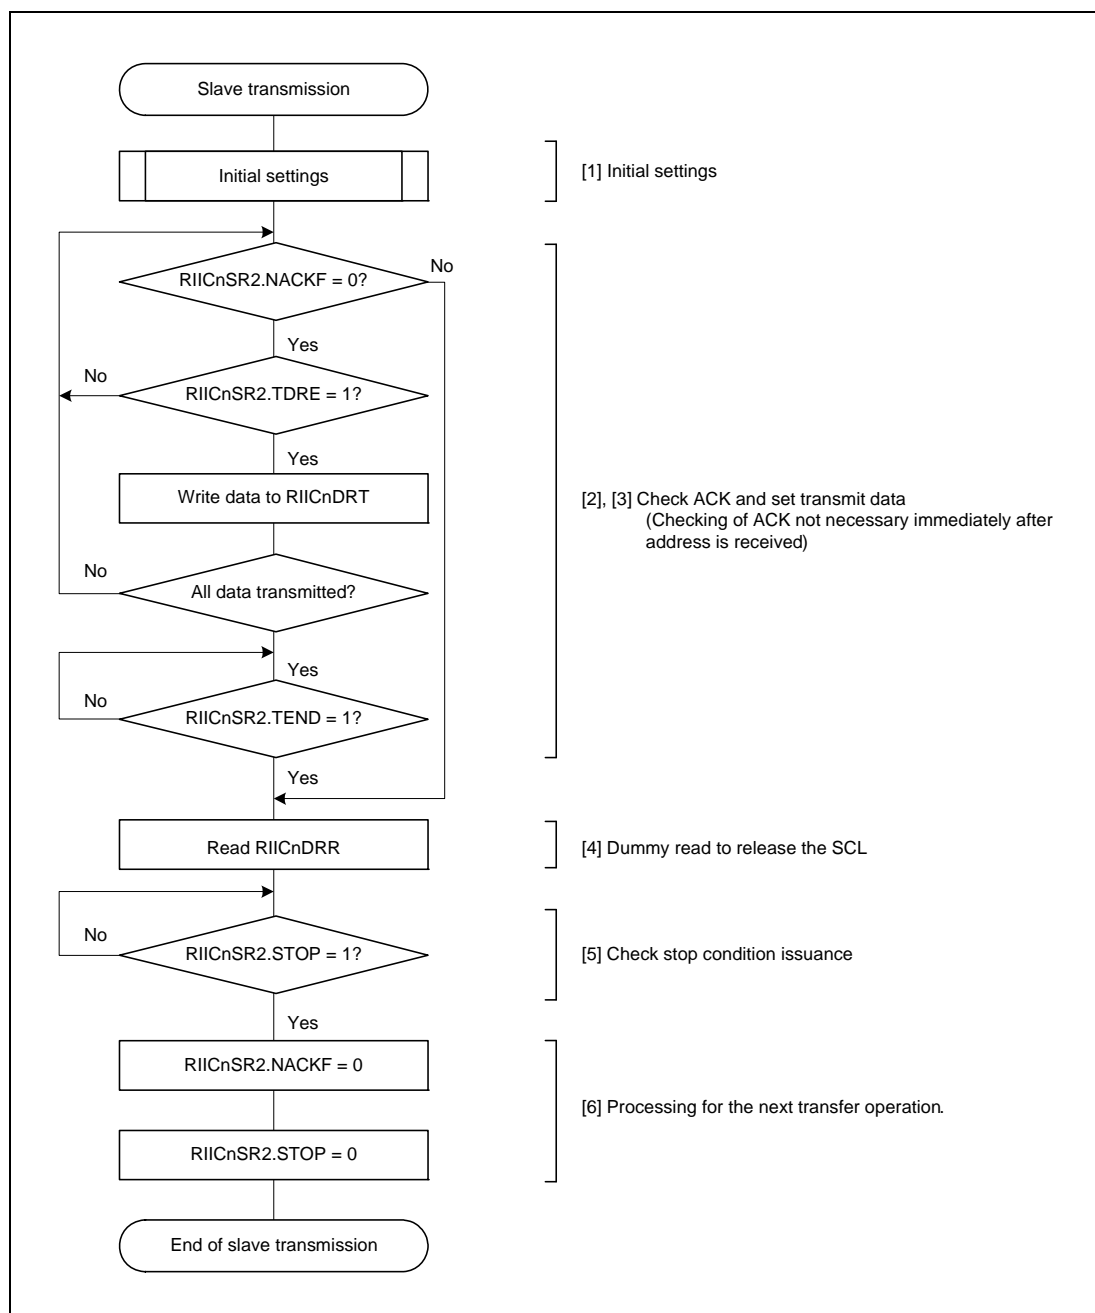 Slave transmission
Initial settings
[1] Initial settings
RIICnSR2.NACKF = 0?
No
Yes
No
RIICnSR2.TDRE = 1?
Yes
Write data to RIICnDRT
[2], [3] Check ACK and set transmit data
(Checking of ACK not necessary immediately after
address is received)
No
All data transmitted?
Yes
No
RIICnSR2.TEND = 1?
Yes
Read RIICnDRR
[4] Dummy read to release the SCL
No
RIICnSR2.STOP = 1?
[5] Check stop condition issuance
Yes
RIICnSR2.NACKF = 0
[6] Processing for the next transfer operation.
RIICnSR2.STOP = 0
End of slave transmission